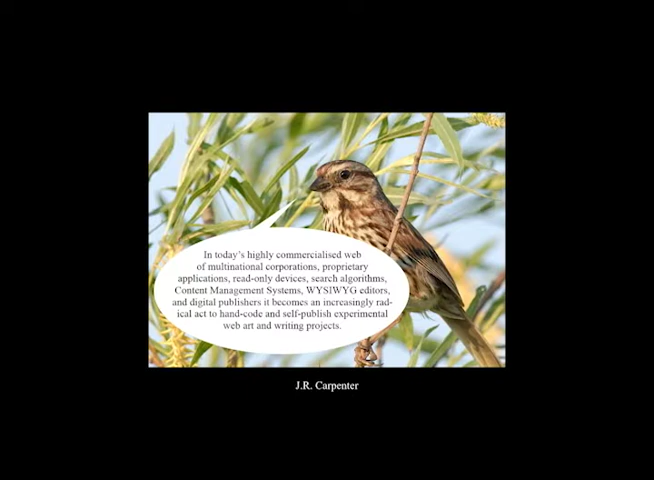 In today's highly commercialised web
of multinational corporations, proprietary
applications, read-only devices, search algorithms,
Content Management Systems, WYSIWYG editors,
and digital publishers it becomes an increasingly rad-
ical act to hand-code and self-publish experimental
web art and writing projects.
J.R. Carpenter